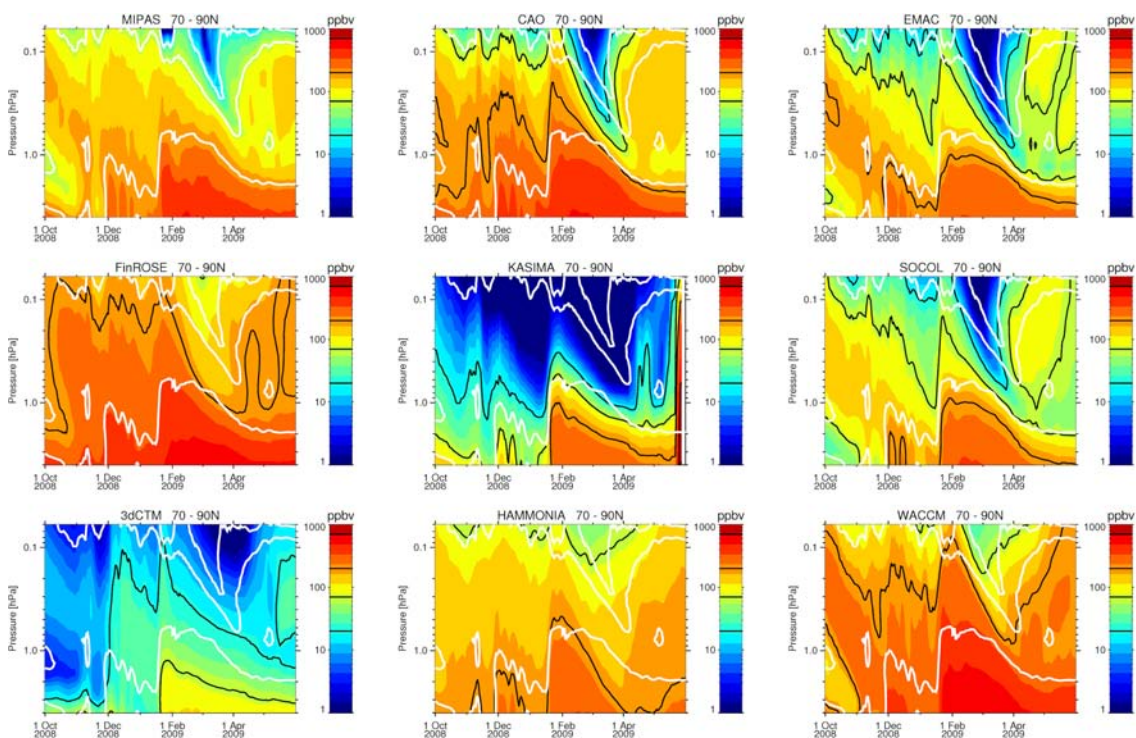 MIPAS 70 - 90N ppbv
CAO 70 - 90N ppbv
EMAC 70 - 90N ppbv
Pressure [hPa]
0.1
1.0
1000
100
10
1
Pressure [hPa]
0.1
1.0
1000
100
10
1
Pressure [hPa]
0.1
1.0
1000
100
10
1
1 Oct 1 Dec 1 Feb 1 Apr
2008 2008 2009 2009
1 Oct 1 Dec 1 Feb 1 Apr
2008 2008 2009 2009
1 Oct 1 Dec 1 Feb 1 Apr
2008 2008 2009 2009
FinROSE 70 - 90N ppbv
KASIMA 70 - 90N ppbv
SOCOL 70 - 90N ppbv
Pressure [hPa]
0.1
1.0
1000
100
10
1
Pressure [hPa]
0.1
1.0
1000
100
10
1
Pressure [hPa]
0.1
1.0
1000
100
10
1
1 Oct 1 Dec 1 Feb 1 Apr
2008 2008 2009 2009
1 Oct 1 Dec 1 Feb 1 Apr
2008 2008 2009 2009
1 Oct 1 Dec 1 Feb 1 Apr
2008 2008 2009 2009
3dCTM 70 - 90N ppbv
HAMMONIA 70 - 90N ppbv
WACCM 70 - 90N ppbv
Pressure [hPa]
0.1
1.0
1000
100
10
1
Pressure [hPa]
0.1
1.0
1000
100
10
1
Pressure [hPa]
0.1
1.0
1000
100
10
1
1 Oct 1 Dec 1 Feb 1 Apr
2008 2008 2009 2009
1 Oct 1 Dec 1 Feb 1 Apr
2008 2008 2009 2009
1 Oct 1 Dec 1 Feb 1 Apr
2008 2008 2009 2009